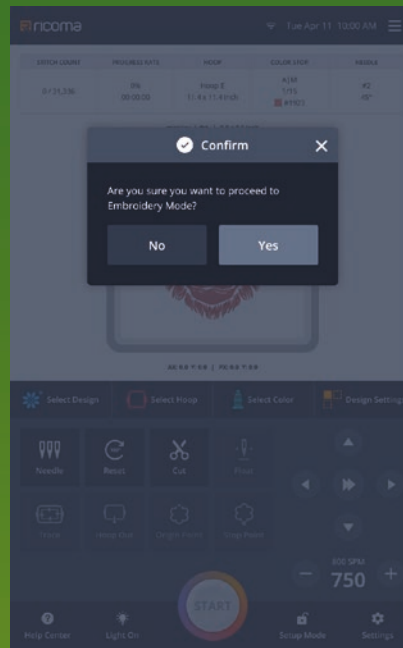 ricoma
Tue Apr 11 10:00 AM
STITCH COUNT
PROGRESS RATE
HOOP
COLOR STOP
NEEDLE
0%
00:00:00
Hoop E
11.4 x 11.4 inch
1/15
#2
Confirm
Are you sure you want to proceed to
Embroidery Mode?
No
Yes
Select Design
Select Hoop
Select Color
Design Setting
Needle
Reset
Cut
Float
Trace
Hoop Out
Origin Point
Stop Point
START
600 SPM
750
Help Center
Light On
Setup Mode
Settings